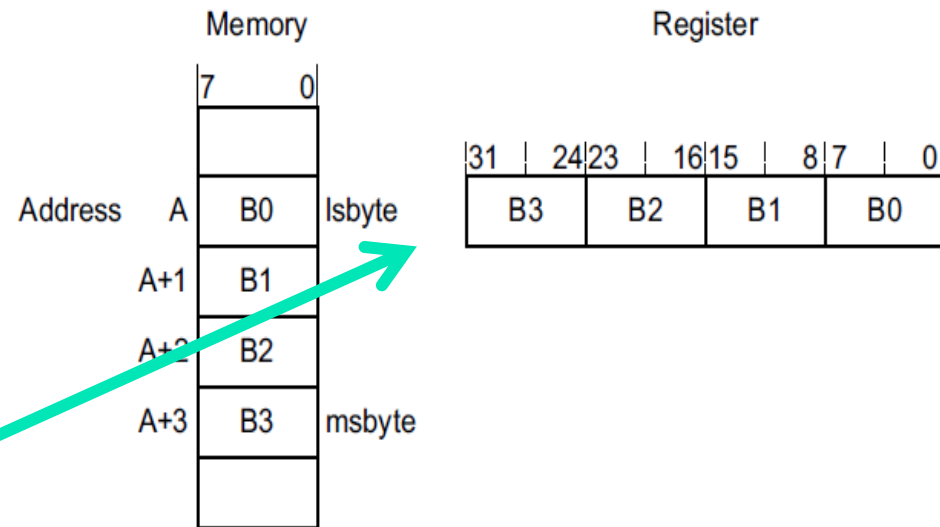 Memory
Register
7 0
31 24 23 16 15 8 7 0
Address A B0 lsbyte
B3 B2 B1 B0
A+1 B1
A+2 B2
A+3 B3 msbyte